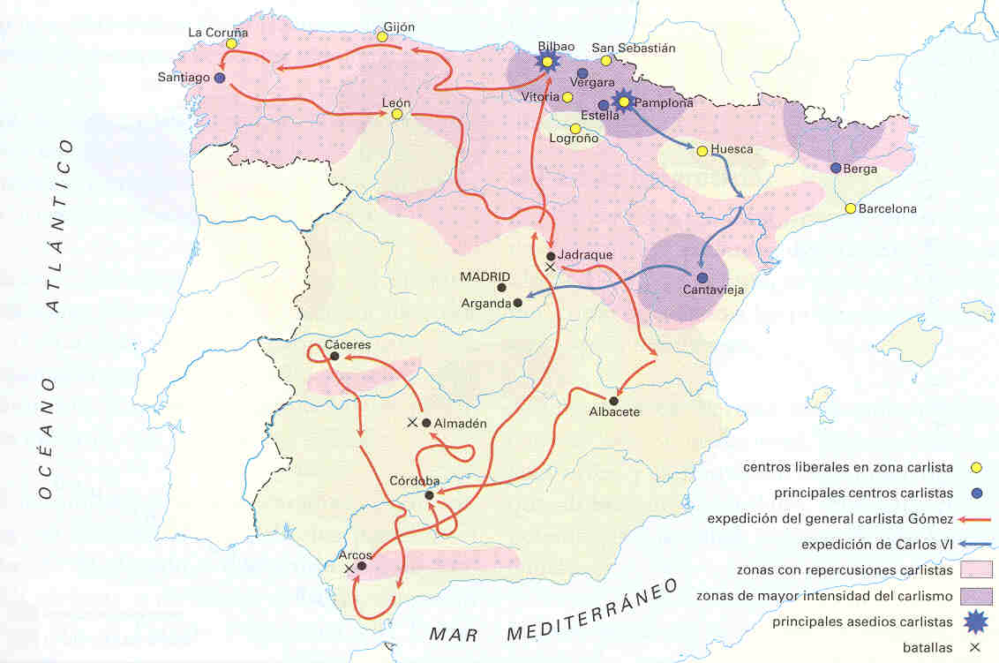 La Coruña
Gijón
Bilbao
San Sebastián
Santiago
Vergara
Vitoria
León
Pamplona
Estella
Logroño
Huesca
Berga
Barcelona
OCÉANO ATLÁNTICO
Jadraque
MADRID
Arganda
Cantavieja
Cáceres
Albacete
Almadén
Córdoba
Arcos
MAR MEDITERRÁNEO
centros liberales en zona carlista
principales centros carlistas
expedición del general carlista Gómez
expedición de Carlos VI
zonas con repercusiones carlistas
zonas de mayor intensidad del carlismo
principales asedios carlistas
batallas